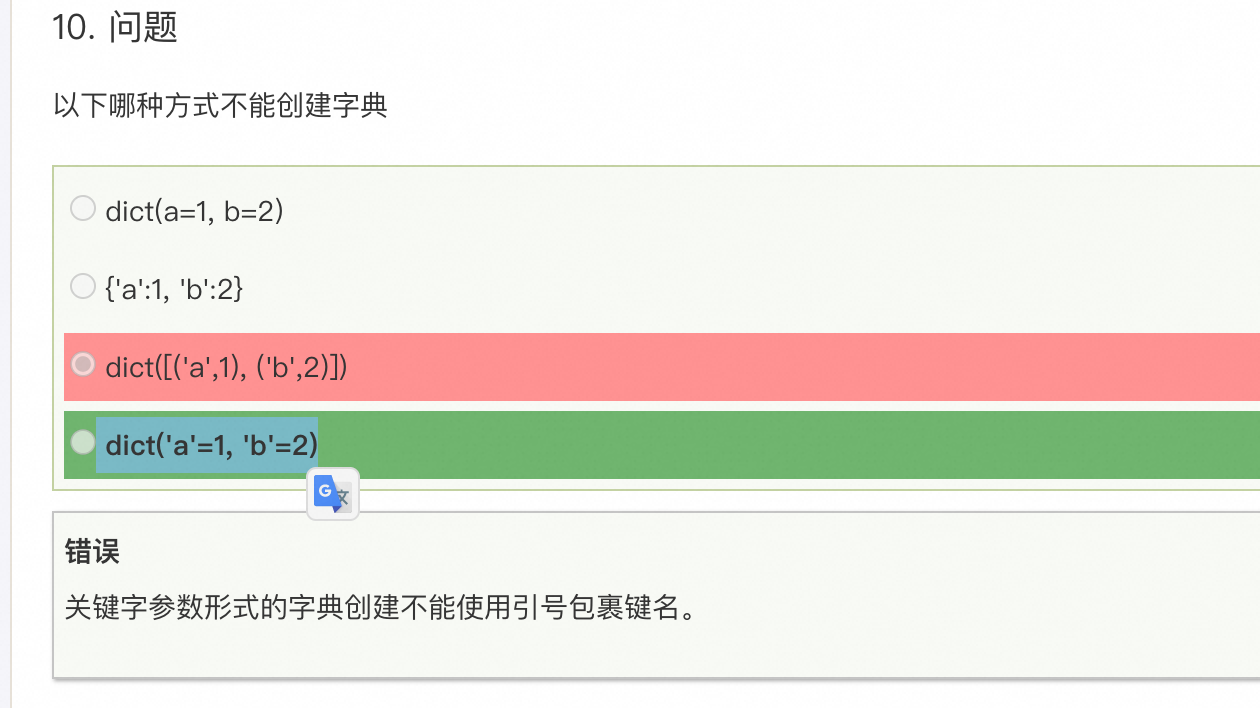 10. 问题
以下哪种方式不能创建字典
dict(a=1, b=2)
{'a':1, 'b':2}
dict([('a',1), ('b',2)])
dict('a'=1, 'b'=2)
G 文
错误
关键字参数形式的字典创建不能使用引号包裹键名。